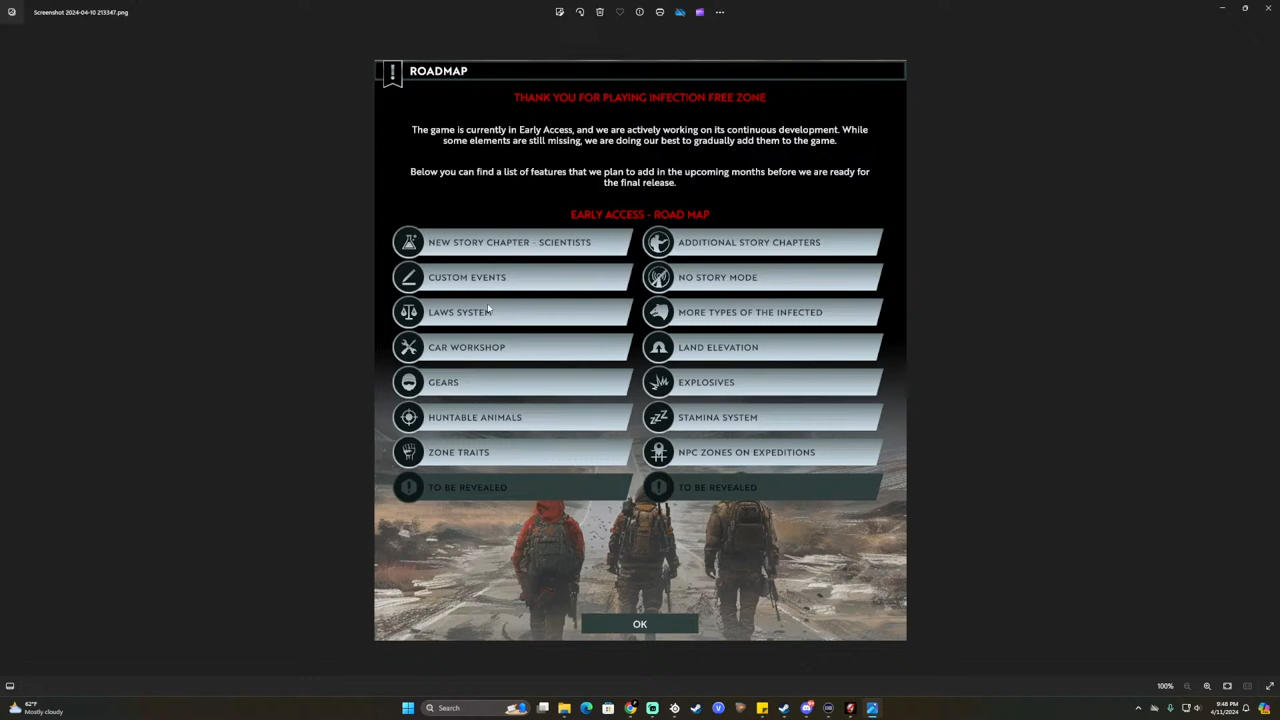 Screenshot 2024-04-10 213347.png
ROADMAP
THANK YOU FOR PLAYING INFECTION FREE ZONE
The game is currently in Early Access, and we are actively working on its continuous development. While
some elements are still missing, we are doing our best to gradually add them to the game.
Below you can find a list of features that we plan to add in the upcoming months before we are ready for
the final release.
EARLY ACCESS - ROAD MAP
NEW STORY CHAPTER - SCIENTISTS
ADDITIONAL STORY CHAPTERS
CUSTOM EVENTS
NO STORY MODE
LAWS SYSTEM
MORE TYPES OF THE INFECTED
CAR WORKSHOP
LAND ELEVATION
GEARS
EXPLOSIVES
HUNTABLE ANIMALS
STAMINA SYSTEM
ZONE TRAITS
NPC ZONES ON EXPEDITIONS
TO BE REVEALED
TO BE REVEALED
OK
100%
62°F
Mostly cloudy
Search
9:48 PM
4/11/2024